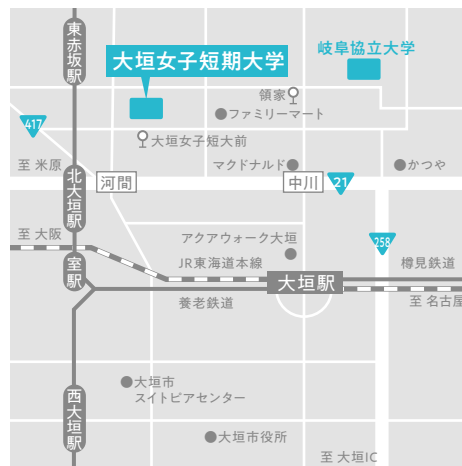 東赤坂駅
大垣女子短期大学
岐阜協立大学
領家
417
ファミリーマート
大垣女子短大前
至 米原
マクドナルド
かつや
北大垣駅
河間
中川
21
至 大阪
アクアウォーク大垣
258
室駅
JR東海道本線
樽見鉄道
大垣駅
養老鉄道
至 名古屋
大垣市
スイトピアセンター
西大垣駅
大垣市役所
至 大垣IC